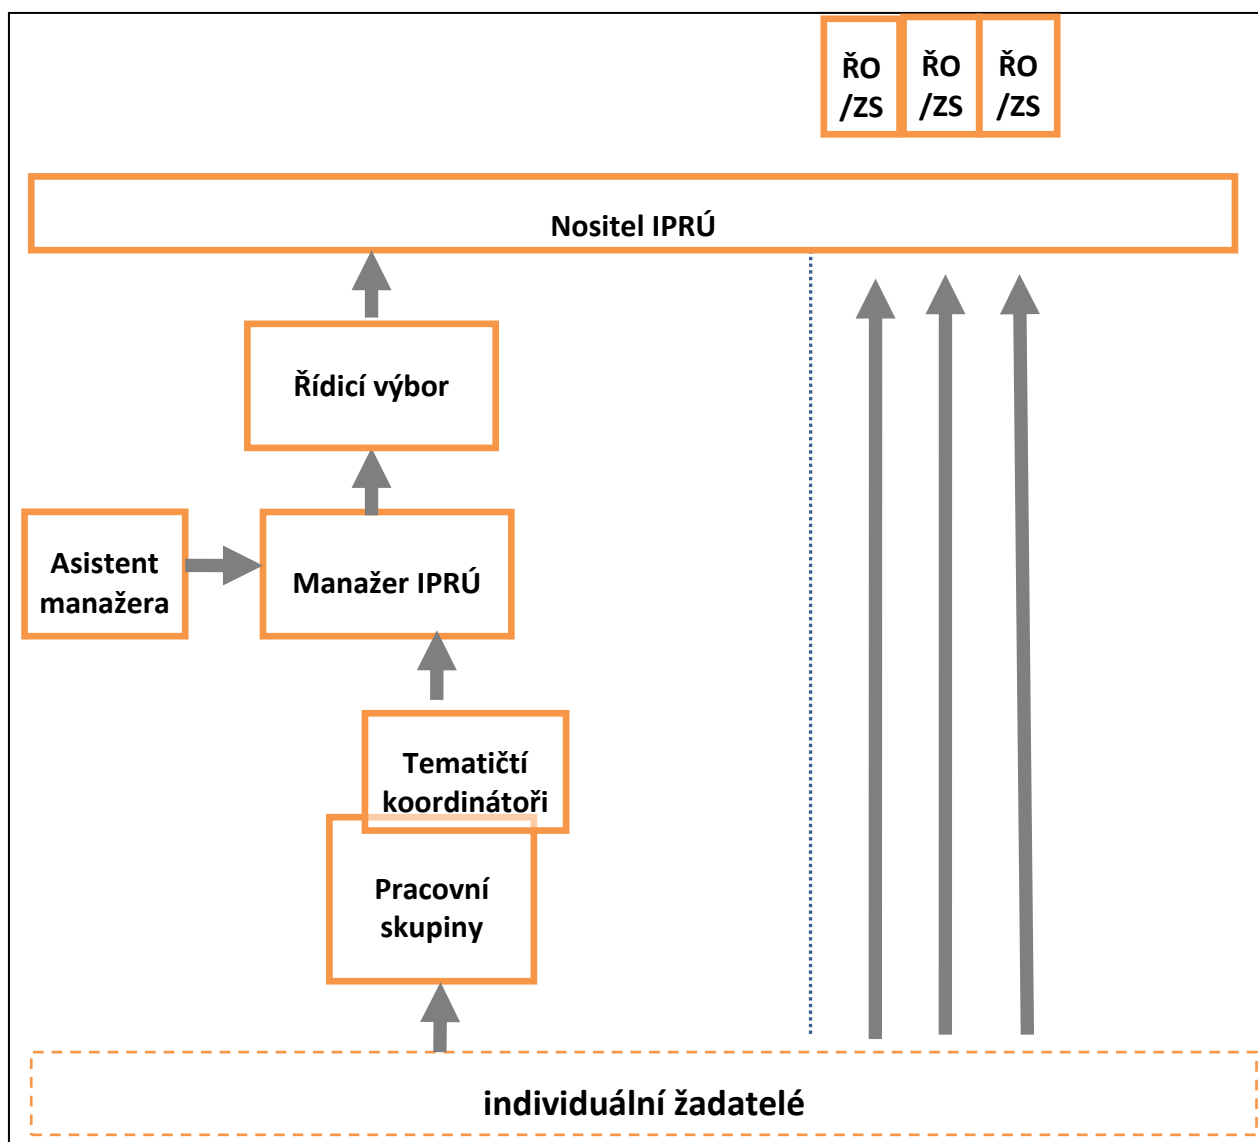 ŘO
/ZS
ŘO
/ZS
ŘO
/ZS
Nositel IPRÚ
Řídicí výbor
Asistent
manažera
Manažer IPRÚ
Tematičtí
koordinátoři
Pracovní
skupiny
individuální žadatelé